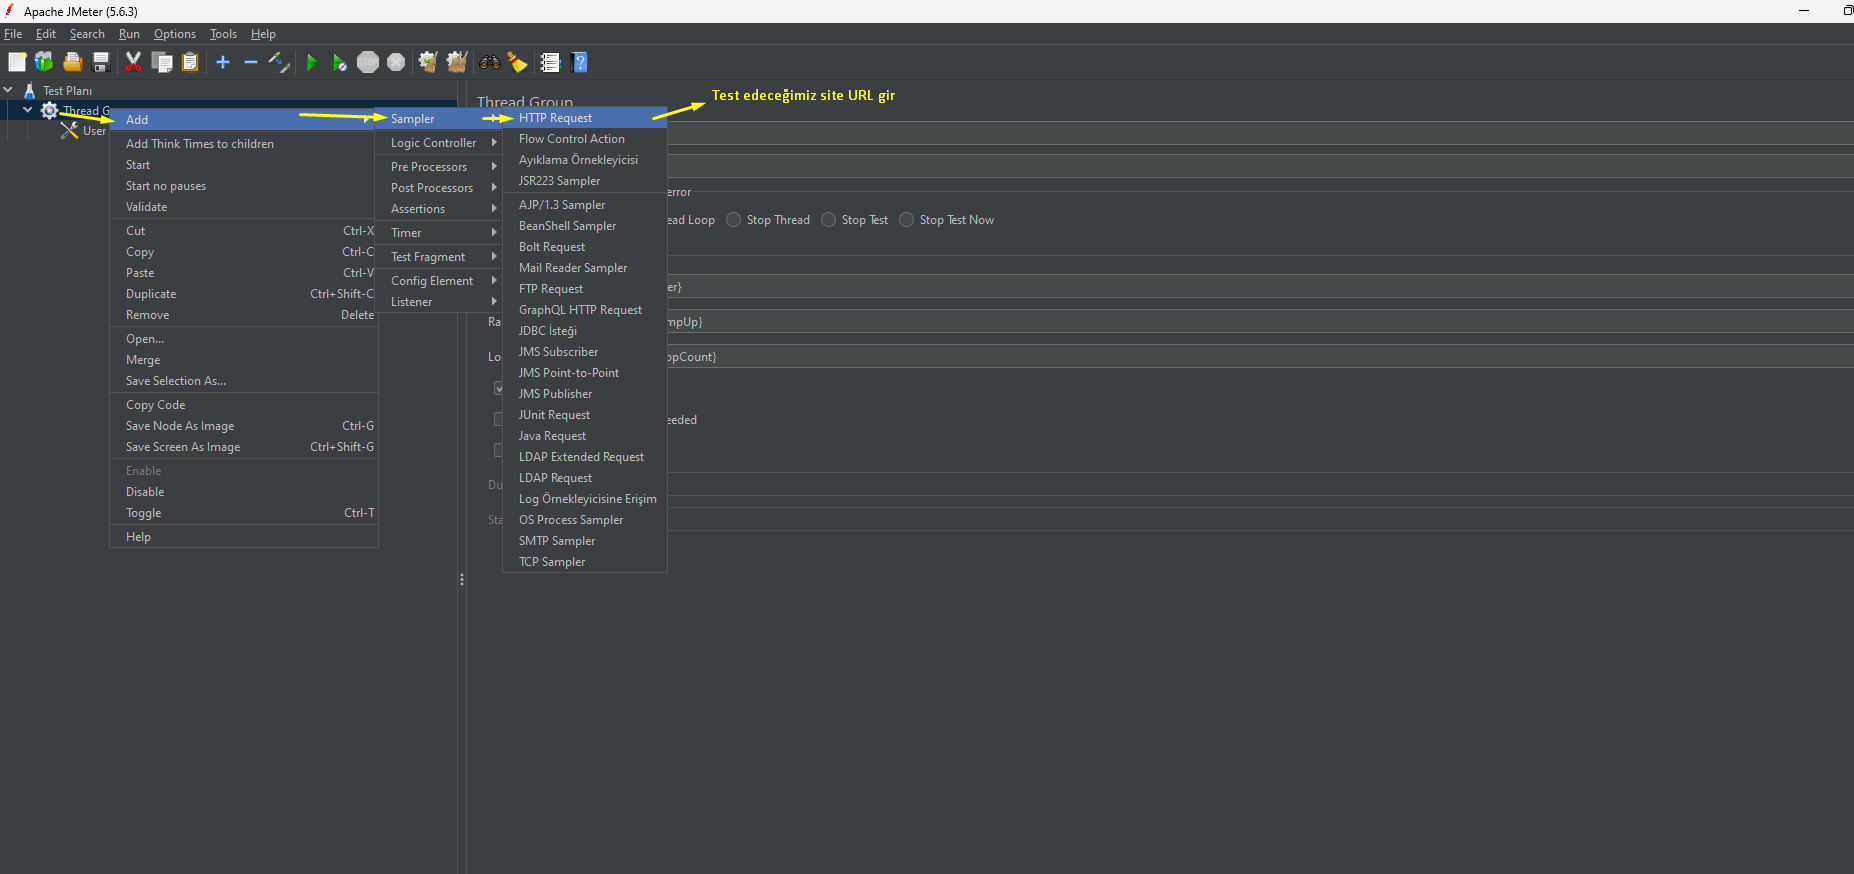 Apache JMeter (5.6.3)
File Edit Search Run Options Tools Help
Test Planı
Thread G
User
Thread Group
Test edeceğimiz site URL gir
Add
Add Think Times to children
Start
Start no pauses
Validate
Cut Ctrl-X
Copy Ctrl-C
Paste Ctrl-V
Duplicate Ctrl+Shift-C
Remove Delete
Open...
Merge
Save Selection As...
Copy Code
Save Node As Image Ctrl-G
Save Screen As Image Ctrl+Shift-G
Enable
Disable
Toggle Ctrl-T
Help
Sampler
Logic Controller
Pre Processors
Post Processors
Assertions
Timer
Test Fragment
Config Element
Listener
HTTP Request
Flow Control Action
Ayıklama Örnekleyicisi
JSR223 Sampler
AJP/1.3 Sampler
BeanShell Sampler
Bolt Request
Mail Reader Sampler
FTP Request
GraphQL HTTP Request
JDBC İsteği
JMS Subscriber
JMS Point-to-Point
JMS Publisher
JUnit Request
Java Request
LDAP Extended Request
LDAP Request
Log Örnekleyicisine Erişim
OS Process Sampler
SMTP Sampler
TCP Sampler
error
ead Loop Stop Thread Stop Test Stop Test Now
er}
Ra mpUp}
Lo opCount}
eeded
Du
Sta
STOP